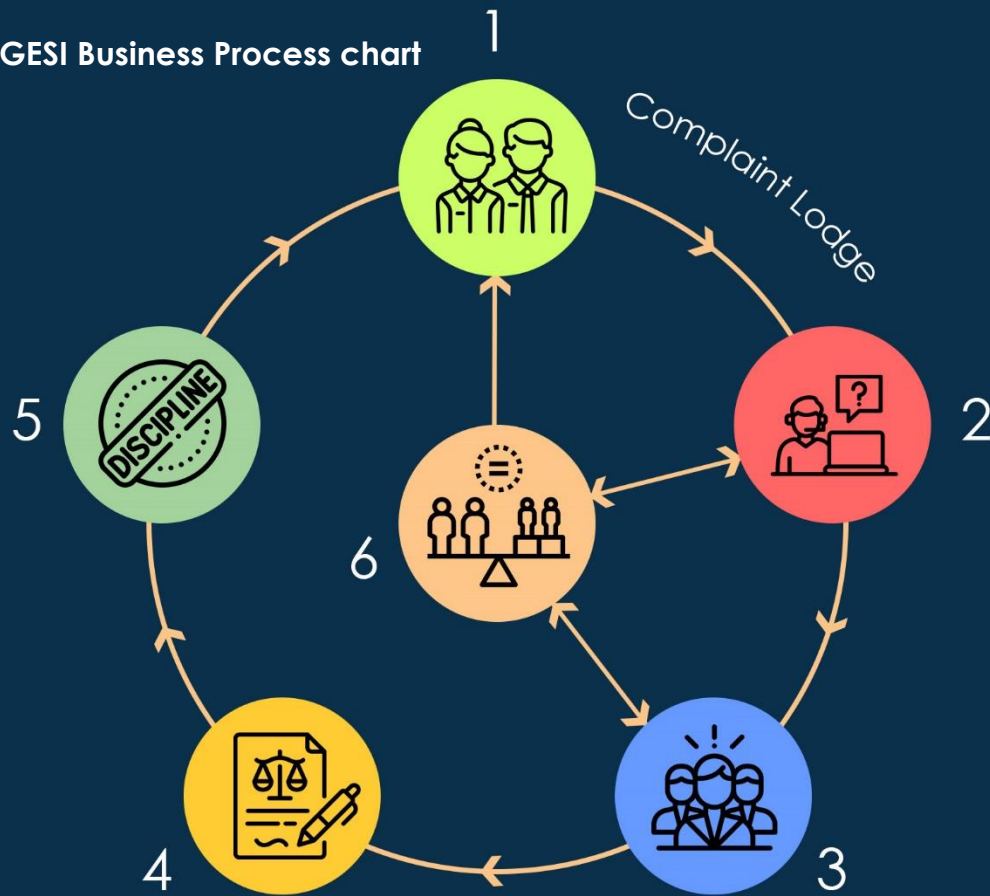 GESI Business Process chart
1
Complaint Lodge
2
?
DISCIPLINE
5
=
6
4
3